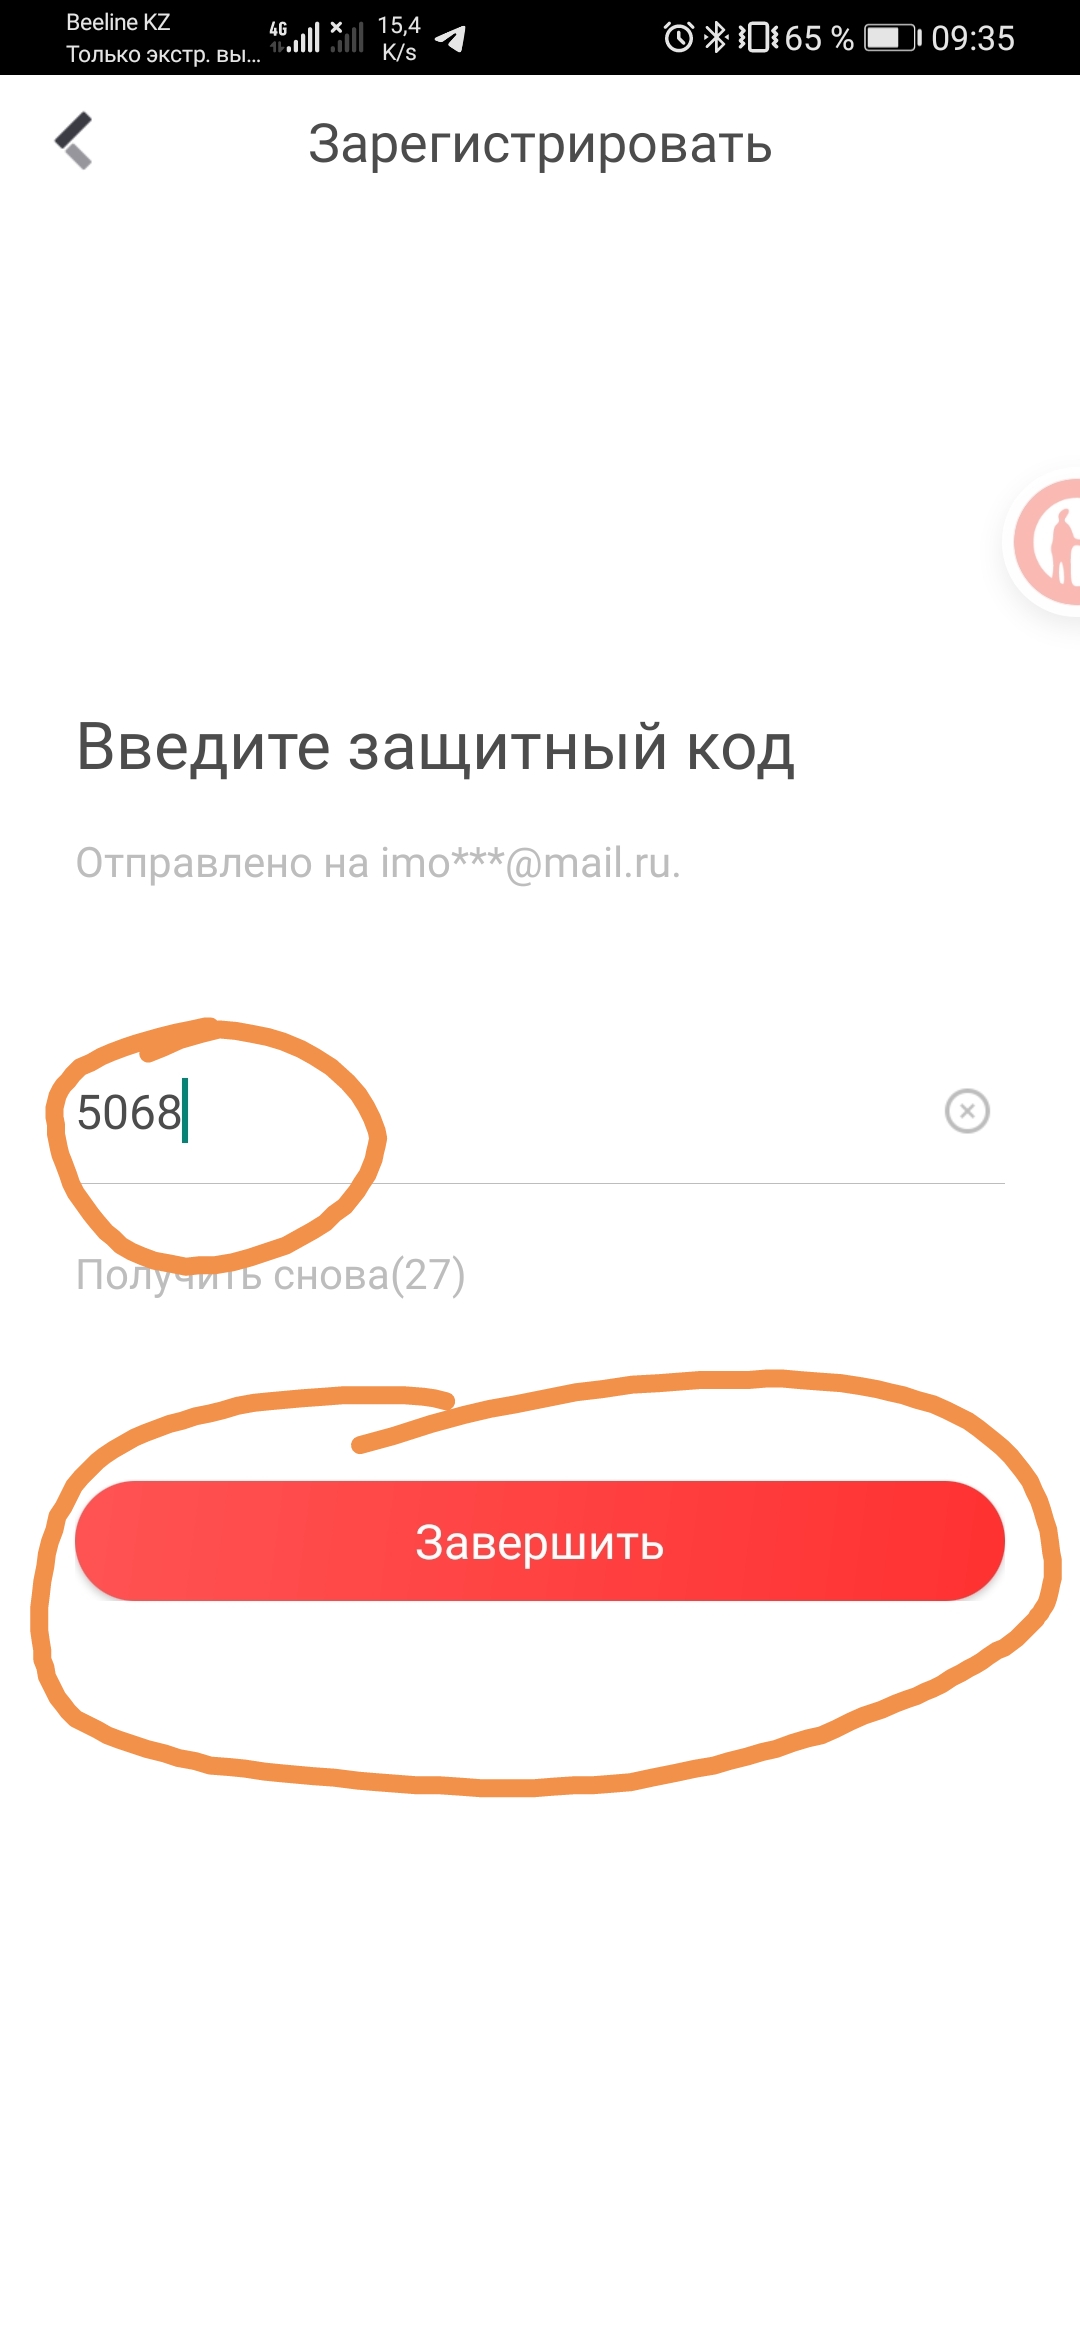 Beeline KZ
Только экстр. вы...
4G
15,4
K/s
65 %
09:35
Зарегистрировать
Введите защитный код
Отправлено на imo***@mail.ru.
5068
Получить снова(27)
Завершить